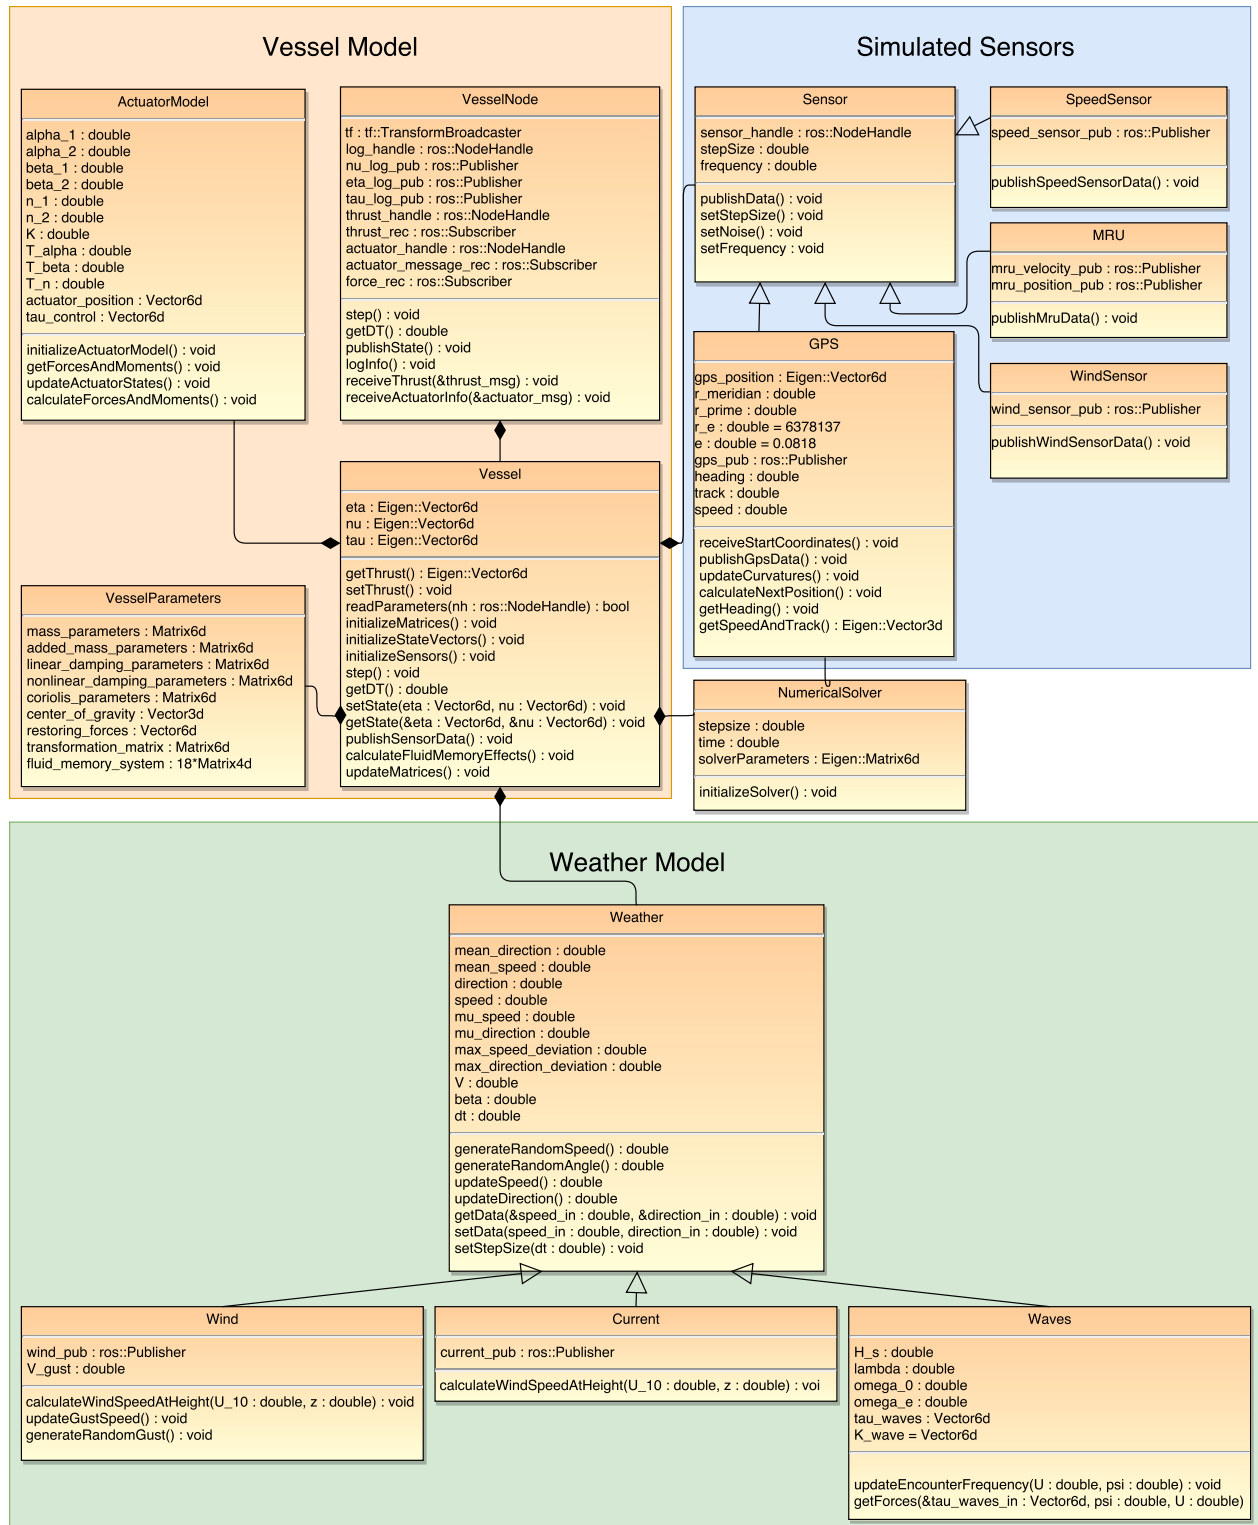 Vessel Model
ActuatorModel
alpha_1 : double
alpha_2 : double
beta_1 : double
beta_2 : double
n_1 : double
n_2 : double
K : double
T_alpha : double
T_beta : double
T_n : double
actuator_position : Vector6d
tau_control : Vector6d
initializeActuatorModel() : void
getForcesAndMoments() : void
updateActuatorStates() : void
calculateForcesAndMoments() : void
VesselNode
tf : tf::TransformBroadcaster
log_handle : ros::NodeHandle
nu_log_pub : ros::Publisher
eta_log_pub : ros::Publisher
tau_log_pub : ros::Publisher
thrust_handle : ros::NodeHandle
thrust_rec : ros::Subscriber
actuator_handle : ros::NodeHandle
actuator_message_rec : ros::Subscriber
force_rec : ros::Subscriber
step() : void
getDT() : double
publishState() : void
logInfo() : void
receiveThrust(&thrust_msg) : void
receiveActuatorInfo(&actuator_msg) : void
Vessel
eta : Eigen::Vector6d
nu : Eigen::Vector6d
tau : Eigen::Vector6d
getThrust() : Eigen::Vector6d
setThrust() : void
readParameters(nh : ros::NodeHandle) : bool
initializeMatrices() : void
initializeStateVectors() : void
initializeSensors() : void
step() : void
getDT() : double
setState(eta : Vector6d, nu : Vector6d) : void
getState(&eta : Vector6d, &nu : Vector6d) : void
publishSensorData() : void
calculateFluidMemoryEffects() : void
updateMatrices() : void
VesselParameters
mass_parameters : Matrix6d
added_mass_parameters : Matrix6d
linear_damping_parameters : Matrix6d
nonlinear_damping_parameters : Matrix6d
coriolis_parameters : Matrix6d
center_of_gravity : Vector3d
restoring_forces : Vector6d
transformation_matrix : Matrix6d
fluid_memory_system : 18*Matrix4d
Simulated Sensors
Sensor
sensor_handle : ros::NodeHandle
stepSize : double
frequency : double
publishData() : void
setStepSize() : void
setNoise() : void
setFrequency : void
SpeedSensor
speed_sensor_pub : ros::Publisher
publishSpeedSensorData() : void
MRU
mru_velocity_pub : ros::Publisher
mru_position_pub : ros::Publisher
publishMruData() : void
WindSensor
wind_sensor_pub : ros::Publisher
publishWindSensorData() : void
GPS
gps_position : Eigen::Vector6d
r_meridian : double
r_prime : double
r_e : double = 6378137
e : double = 0.0818
gps_pub : ros::Publisher
heading : double
track : double
speed : double
receiveStartCoordinates() : void
publishGpsData() : void
updateCurvatures() : void
calculateNextPosition() : void
getHeading() : void
getSpeedAndTrack() : Eigen::Vector3d
NumericalSolver
stepsize : double
time : double
solverParameters : Eigen::Matrix6d
initializeSolver() : void
Weather Model
Weather
mean_direction : double
mean_speed : double
direction : double
speed : double
mu_speed : double
mu_direction : double
max_speed_deviation : double
max_direction_deviation : double
V : double
beta : double
dt : double
generateRandomSpeed() : double
generateRandomAngle() : double
updateSpeed() : double
updateDirection() : double
getData(&speed_in : double, &direction_in : double) : void
setData(speed_in : double, direction_in : double) : void
setStepSize(dt : double) : void
Wind
wind_pub : ros::Publisher
V_gust : double
calculateWindSpeedAtHeight(U_10 : double, z : double) : void
updateGustSpeed() : void
generateRandomGust() : void
Current
current_pub : ros::Publisher
calculateWindSpeedAtHeight(U_10 : double, z : double) : voi
Waves
H_s : double
lambda : double
omega_0 : double
omega_e : double
tau_waves : Vector6d
K_wave = Vector6d
updateEncounterFrequency(U : double, psi : double) : void
getForces(&tau_waves_in : Vector6d, psi : double, U : double)